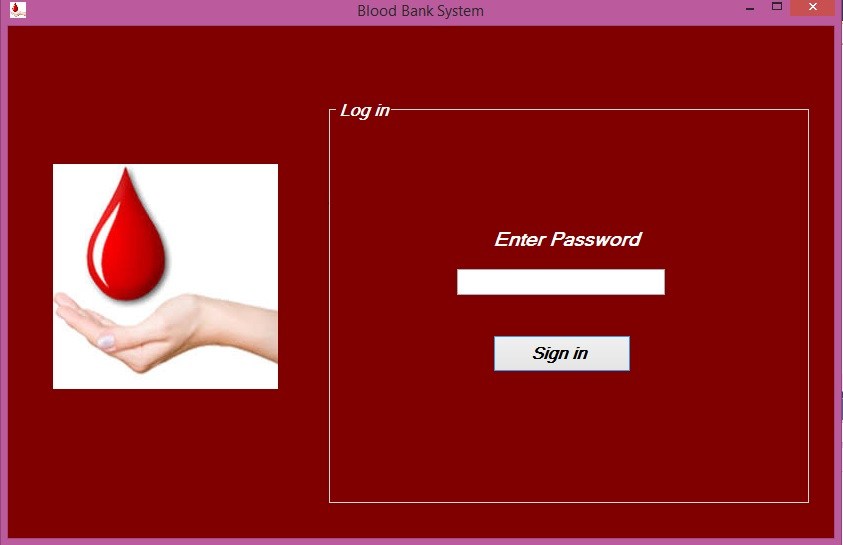 Blood Bank System
Log in
Enter Password
Sign in